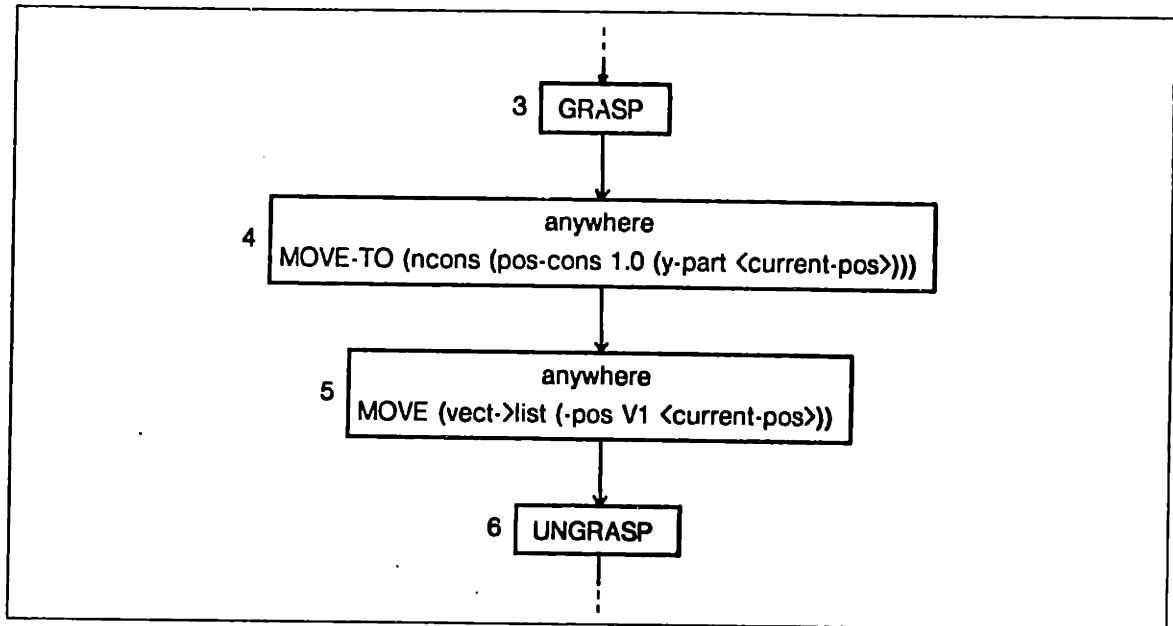 3 GRASP
anywhere
4 MOVE-TO (ncons (pos-cons 1.0 (y-part <current-pos>)))
anywhere
5 MOVE (vect->list (-pos V1 <current-pos>))
6 UNGRASP